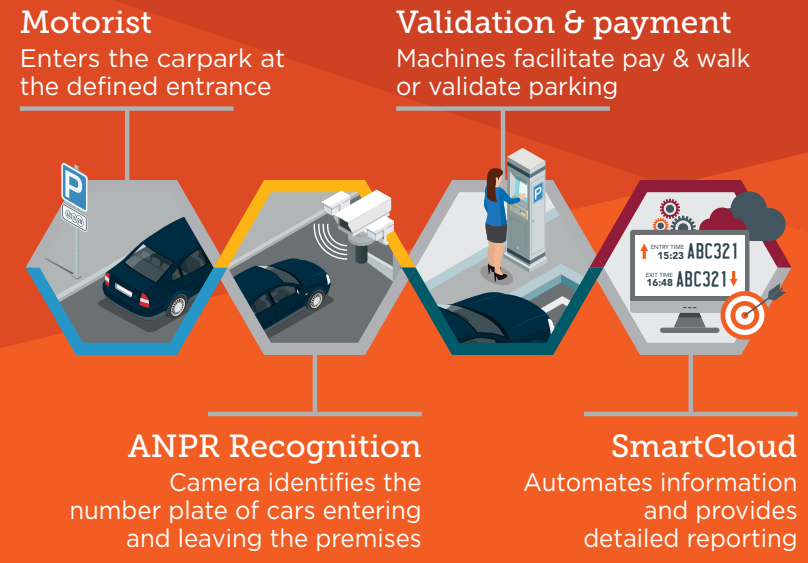 Motorist
Enters the carpark at
the defined entrance
Validation & payment
Machines facilitate pay & walk
or validate parking
P
P
ENTRY TIME
15:23 ABC321
EXIT TIME
16:48 ABC321
ANPR Recognition
Camera identifies the
number plate of cars entering
and leaving the premises
SmartCloud
Automates information
and provides
detailed reporting